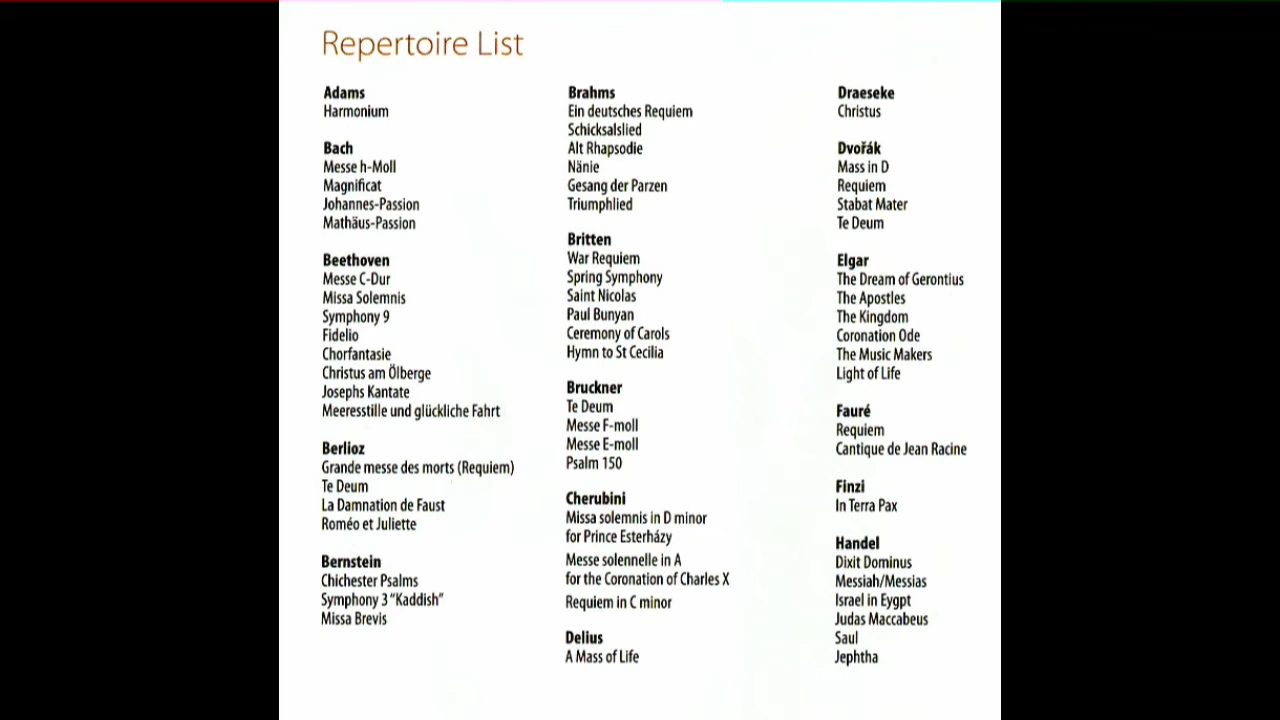 Repertoire List
Adams
Harmonium
Bach
Messe h-Moll
Magnificat
Johannes-Passion
Mathäus-Passion
Beethoven
Messe C-Dur
Missa Solemnis
Symphony 9
Fidelio
Chorfantasie
Christus am Ölberge
Josephs Kantate
Meeresstille und glückliche Fahrt
Berlioz
Grande messe des morts (Requiem)
Te Deum
La Damnation de Faust
Roméo et Juliette
Bernstein
Chichester Psalms
Symphony 3 "Kaddish"
Missa Brevis
Brahms
Ein deutsches Requiem
Schicksalslied
Alt Rhapsodie
Nänie
Gesang der Parzen
Triumphlied
Britten
War Requiem
Spring Symphony
Saint Nicolas
Paul Bunyan
Ceremony of Carols
Hymn to St Cecilia
Bruckner
Te Deum
Messe F-moll
Messe E-moll
Psalm 150
Cherubini
Missa solemnis in D minor
for Prince Esterházy
Messe solennelle in A
for the Coronation of Charles X
Requiem in C minor
Delius
A Mass of Life
Draeseke
Christus
Dvořák
Mass in D
Requiem
Stabat Mater
Te Deum
Elgar
The Dream of Gerontius
The Apostles
The Kingdom
Coronation Ode
The Music Makers
Light of Life
Fauré
Requiem
Cantique de Jean Racine
Finzi
In Terra Pax
Handel
Dixit Dominus
Messiah/Messias
Israel in Eygpt
Judas Maccabeus
Saul
Jephtha